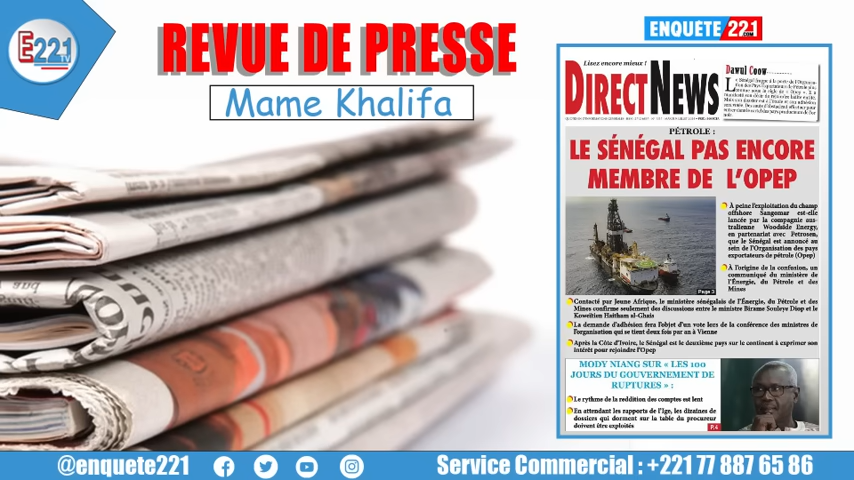 E221
TV
REVUE DE PRESSE
Mame Khalifa
ENQUÊTE 221
.COM
Lisez encore mieux !
DIRECTNEWS
Dawul Coow
PÉTROLE :
LE SÉNÉGAL PAS ENCORE
MEMBRE DE L'OPEP
À peine l'exploitation du champ
offshore Sangomar est-elle
lancée par la compagnie aus-
tralienne Woodside Energy,
en partenariat avec Petrosen,
que le Sénégal est annoncé au
sein de l'Organisation des pays
exportateurs de pétrole (Opep)
À l'origine de la confusion, un
communiqué du ministère de
l'Énergie, du Pétrole et des
Mines
Page 3
Contacté par Jeune Afrique, le ministère sénégalais de l'Énergie, du Pétrole et des
Mines confirme seulement des discussions entre le ministre Birame Souleye Diop et le
Koweïtien Haitham al-Ghais
La demande d'adhésion fera l'objet d'un vote lors de la conférence des ministres de
l'organisation qui se tient deux fois par an à Vienne
Après la Côte d'Ivoire, le Sénégal est le deuxième pays sur le continent à exprimer son
intérêt pour rejoindre l'Opep
MODY NIANG SUR « LES 100
JOURS DU GOUVERNEMENT DE
RUPTURES » :
Le rythme de la reddition des comptes est lent
En attendant les rapports de l'Ige, les dizaines de
dossiers qui dorment sur la table du procureur
doivent être exploités
P.4
@enquete221
Service Commercial : +221 77 887 65 86